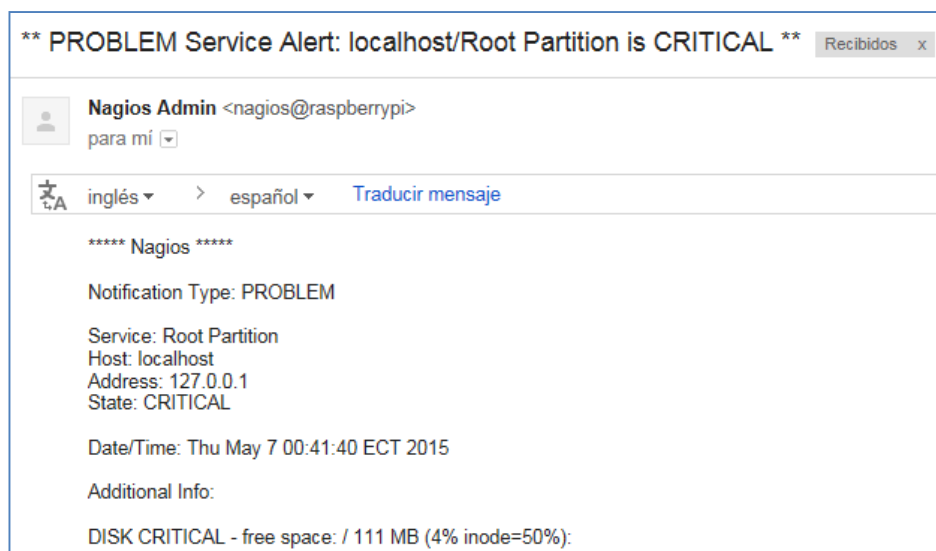 ** PROBLEM Service Alert: localhost/Root Partition is CRITICAL ** Recibidos x
Nagios Admin <nagios@raspberrypi>
para mí
inglés > español Traducir mensaje
***** Nagios *****
Notification Type: PROBLEM
Service: Root Partition
Host: localhost
Address: 127.0.0.1
State: CRITICAL
Date/Time: Thu May 7 00:41:40 ECT 2015
Additional Info:
DISK CRITICAL - free space: / 111 MB (4% inode=50%):